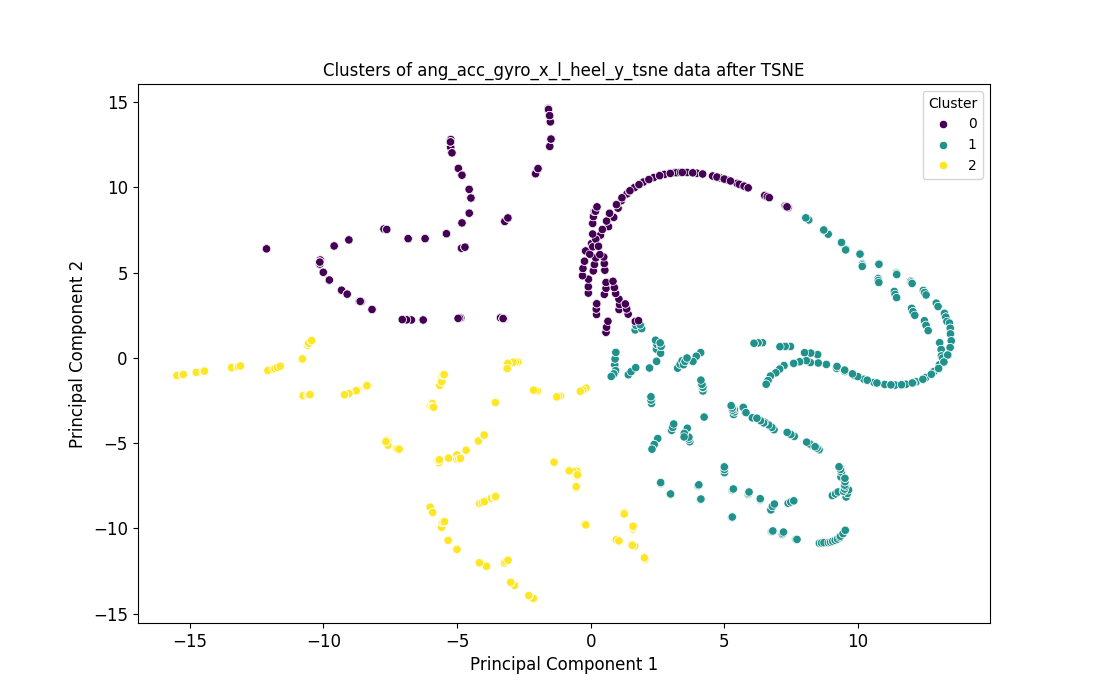 Clusters of ang_acc_gyro_x_l_heel_y_tsne data after TSNE
Cluster
0
1
2
15
10
5
0
−5
−10
−15
Principal Component 2
−15 −10 −5 0 5 10
Principal Component 1